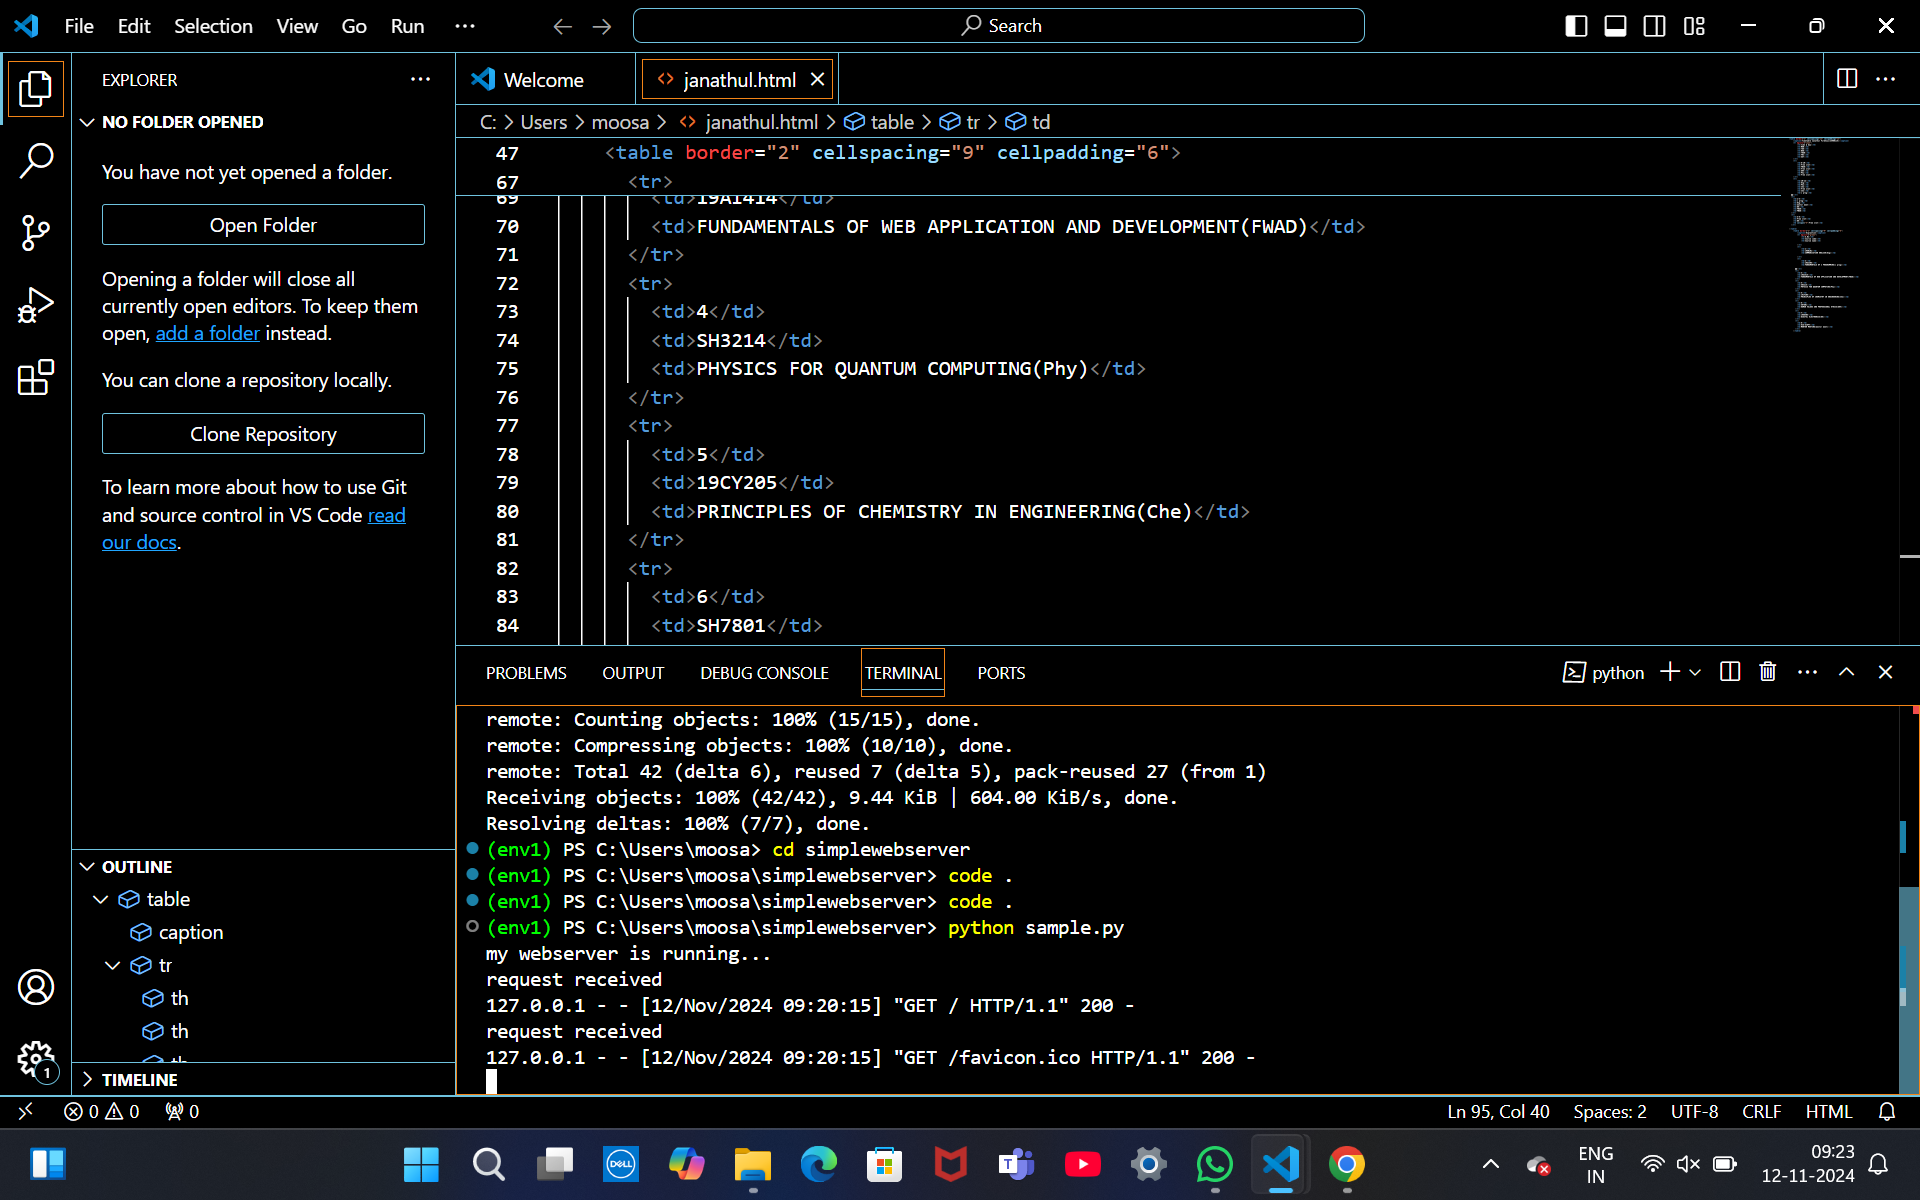 File Edit Selection View Go Run ···
Search
EXPLORER
NO FOLDER OPENED
You have not yet opened a folder.
Open Folder
Opening a folder will close all
currently open editors. To keep them
open, add a folder instead.
You can clone a repository locally.
Clone Repository
To learn more about how to use Git
and source control in VS Code read
our docs.
OUTLINE
table
caption
tr
th
th
th
TIMELINE
Welcome janathul.html
C: > Users > moosa > janathul.html > table > tr > td
47 <table border="2" cellspacing="9" cellpadding="6">
67 <tr>
69 <td>19AI414</td>
70 <td>FUNDAMENTALS OF WEB APPLICATION AND DEVELOPMENT(FWAD)</td>
71 </tr>
72 <tr>
73 <td>4</td>
74 <td>SH3214</td>
75 <td>PHYSICS FOR QUANTUM COMPUTING(Phy)</td>
76 </tr>
77 <tr>
78 <td>5</td>
79 <td>19CY205</td>
80 <td>PRINCIPLES OF CHEMISTRY IN ENGINEERING(Che)</td>
81 </tr>
82 <tr>
83 <td>6</td>
84 <td>SH7801</td>
PROBLEMS OUTPUT DEBUG CONSOLE TERMINAL PORTS
python
remote: Counting objects: 100% (15/15), done.
remote: Compressing objects: 100% (10/10), done.
remote: Total 42 (delta 6), reused 7 (delta 5), pack-reused 27 (from 1)
Receiving objects: 100% (42/42), 9.44 KiB | 604.00 KiB/s, done.
Resolving deltas: 100% (7/7), done.
(env1) PS C:\Users\moosa> cd simplewebserver
(env1) PS C:\Users\moosa\simplewebserver> code .
(env1) PS C:\Users\moosa\simplewebserver> code .
(env1) PS C:\Users\moosa\simplewebserver> python sample.py
my webserver is running...
request received
127.0.0.1 - - [12/Nov/2024 09:20:15] "GET / HTTP/1.1" 200 -
request received
127.0.0.1 - - [12/Nov/2024 09:20:15] "GET /favicon.ico HTTP/1.1" 200 -
1
0 0 0
Ln 95, Col 40 Spaces: 2 UTF-8 CRLF HTML
DELL
T
ENG
IN
09:23
12-11-2024